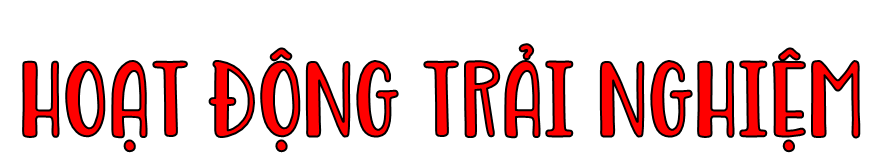 HOẠT ĐỘNG TRẢI NGHIỆM